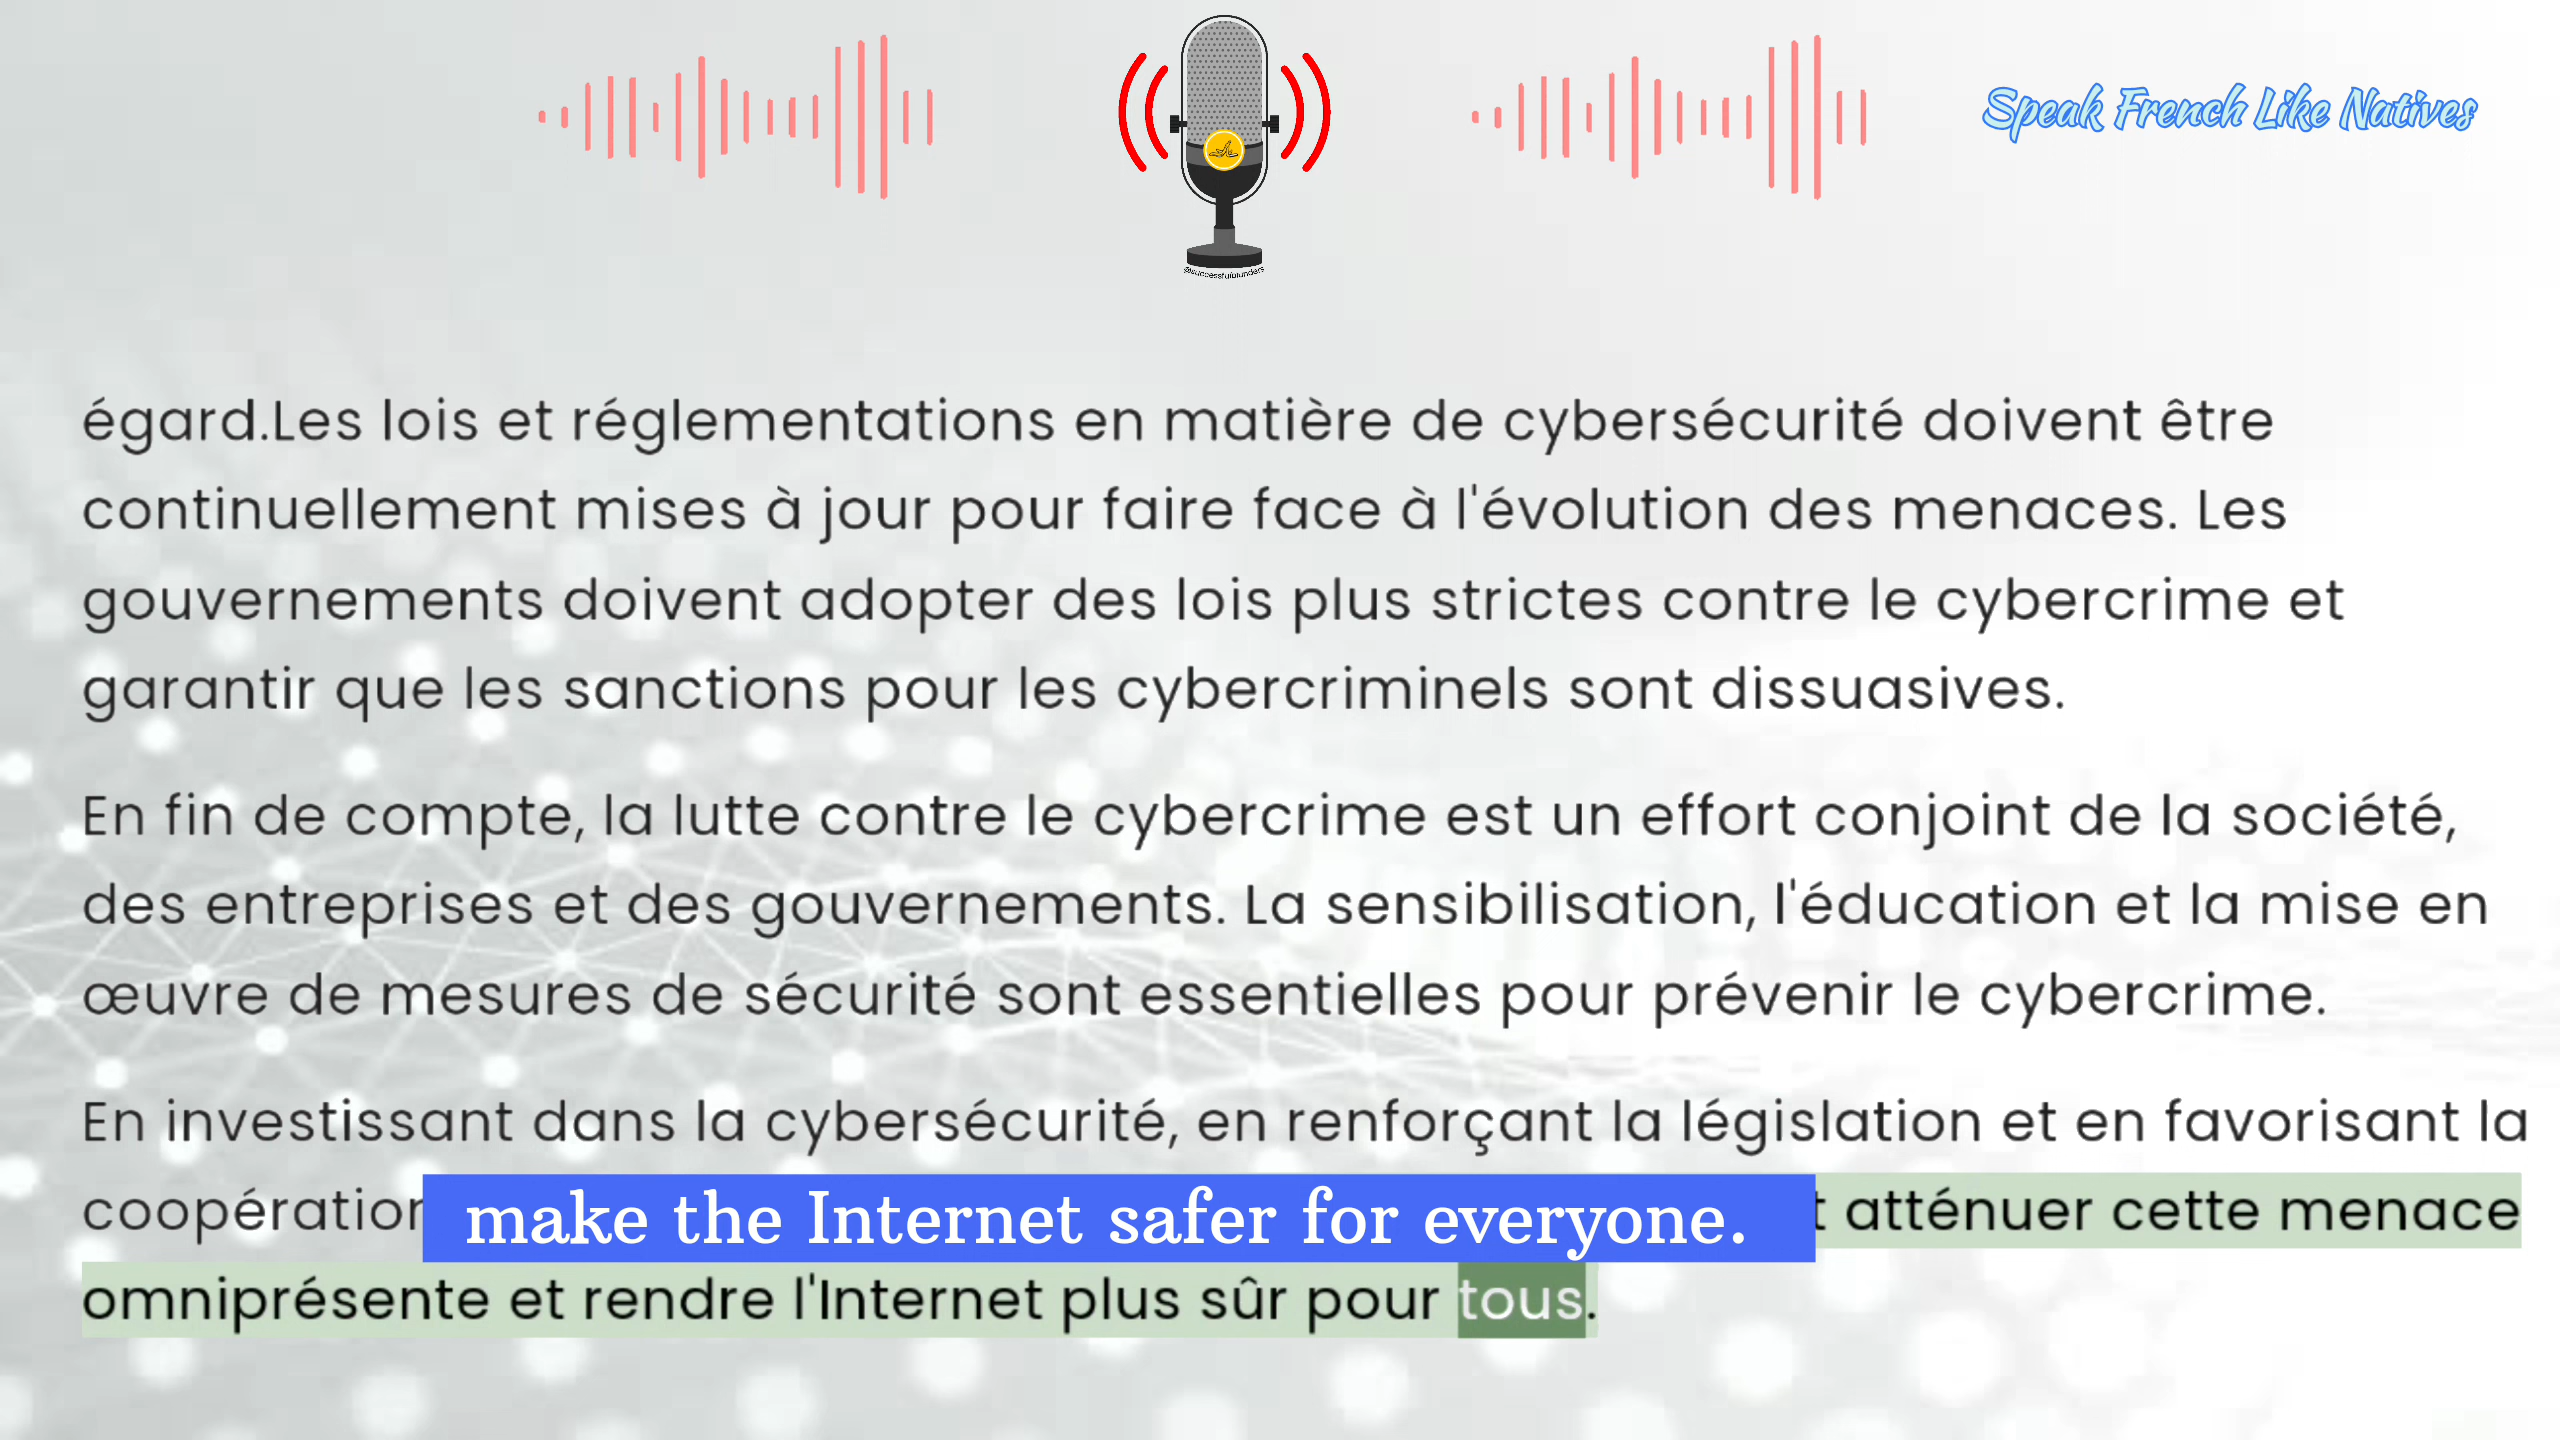 Speak French Like Natives
@successfulblunders
égard.Les lois et réglementations en matière de cybersécurité doivent être
continuellement mises à jour pour faire face à l'évolution des menaces. Les
gouvernements doivent adopter des lois plus strictes contre le cybercrime et
garantir que les sanctions pour les cybercriminels sont dissuasives.
En fin de compte, la lutte contre le cybercrime est un effort conjoint de la société,
des entreprises et des gouvernements. La sensibilisation, l'éducation et la mise en
œuvre de mesures de sécurité sont essentielles pour prévenir le cybercrime.
En investissant dans la cybersécurité, en renforçant la législation et en favorisant la
make the Internet safer for everyone.
atténuer cette menace
omniprésente et rendre l'Internet plus sûr pour tous.